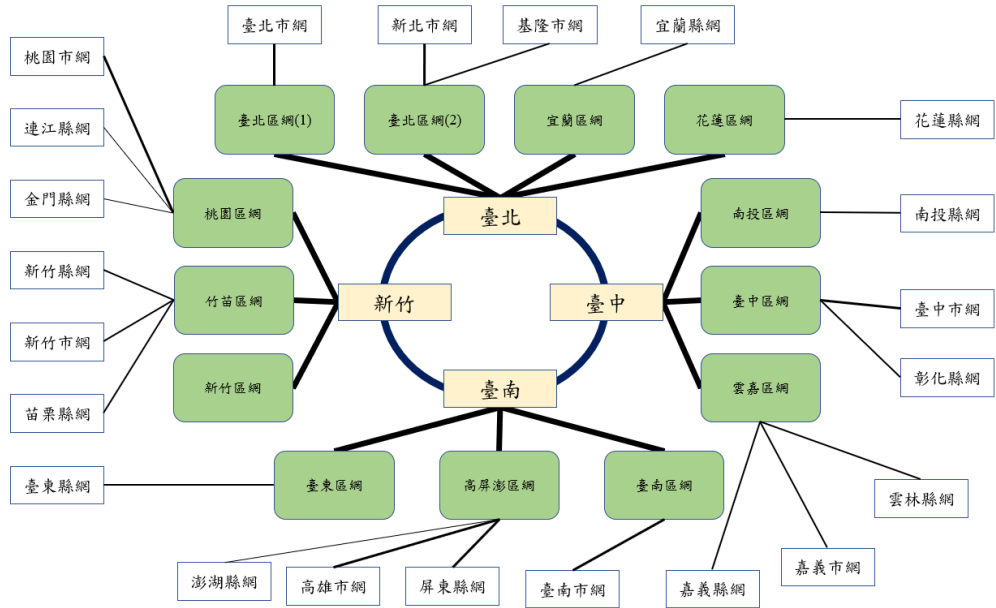 臺北市網
新北市網
基隆市網
宜蘭縣網
桃園市網
連江縣網
金門縣網
新竹縣網
新竹市網
苗栗縣網
臺東縣網
臺北區網(1)
臺北區網(2)
宜蘭區網
花蓮區網
花蓮縣網
桃園區網
竹苗區網
新竹區網
臺北
新竹
臺中
臺南
南投區網
臺中區網
雲嘉區網
南投縣網
臺中市網
彰化縣網
臺東區網
高屏澎區網
臺南區網
雲林縣網
澎湖縣網
高雄市網
屏東縣網
臺南市網
嘉義縣網
嘉義市網